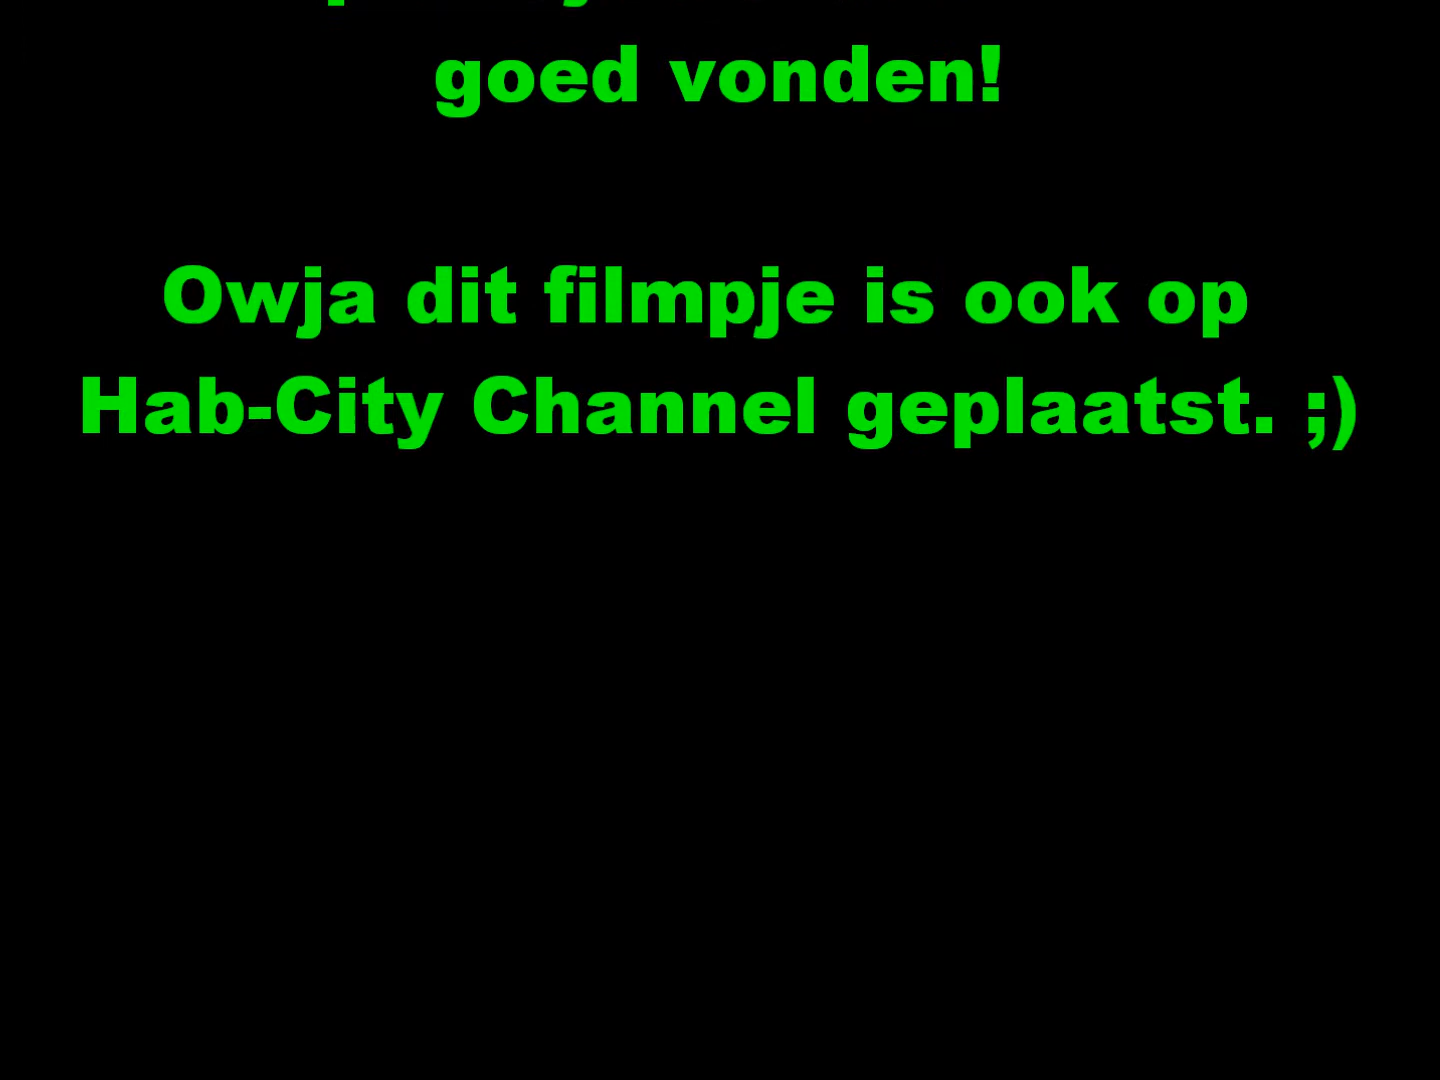 goed vonden!
Owja dit filmpje is ook op
Hab-City Channel geplaatst. ;)